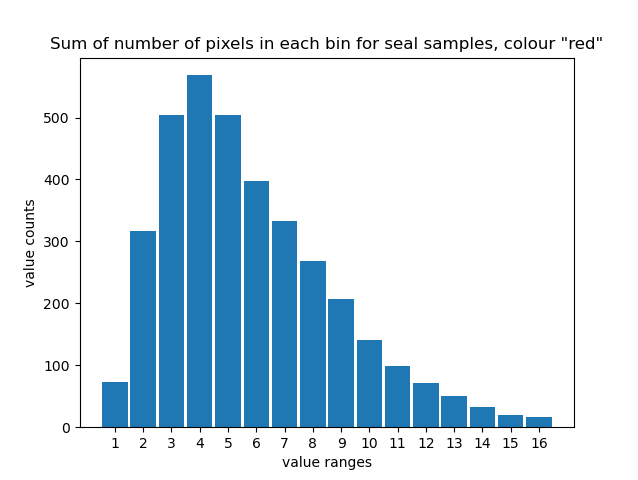 Sum of number of pixels in each bin for seal samples, colour "red"
value counts
500
400
300
200
100
0
1 2 3 4 5 6 7 8 9 10 11 12 13 14 15 16
value ranges